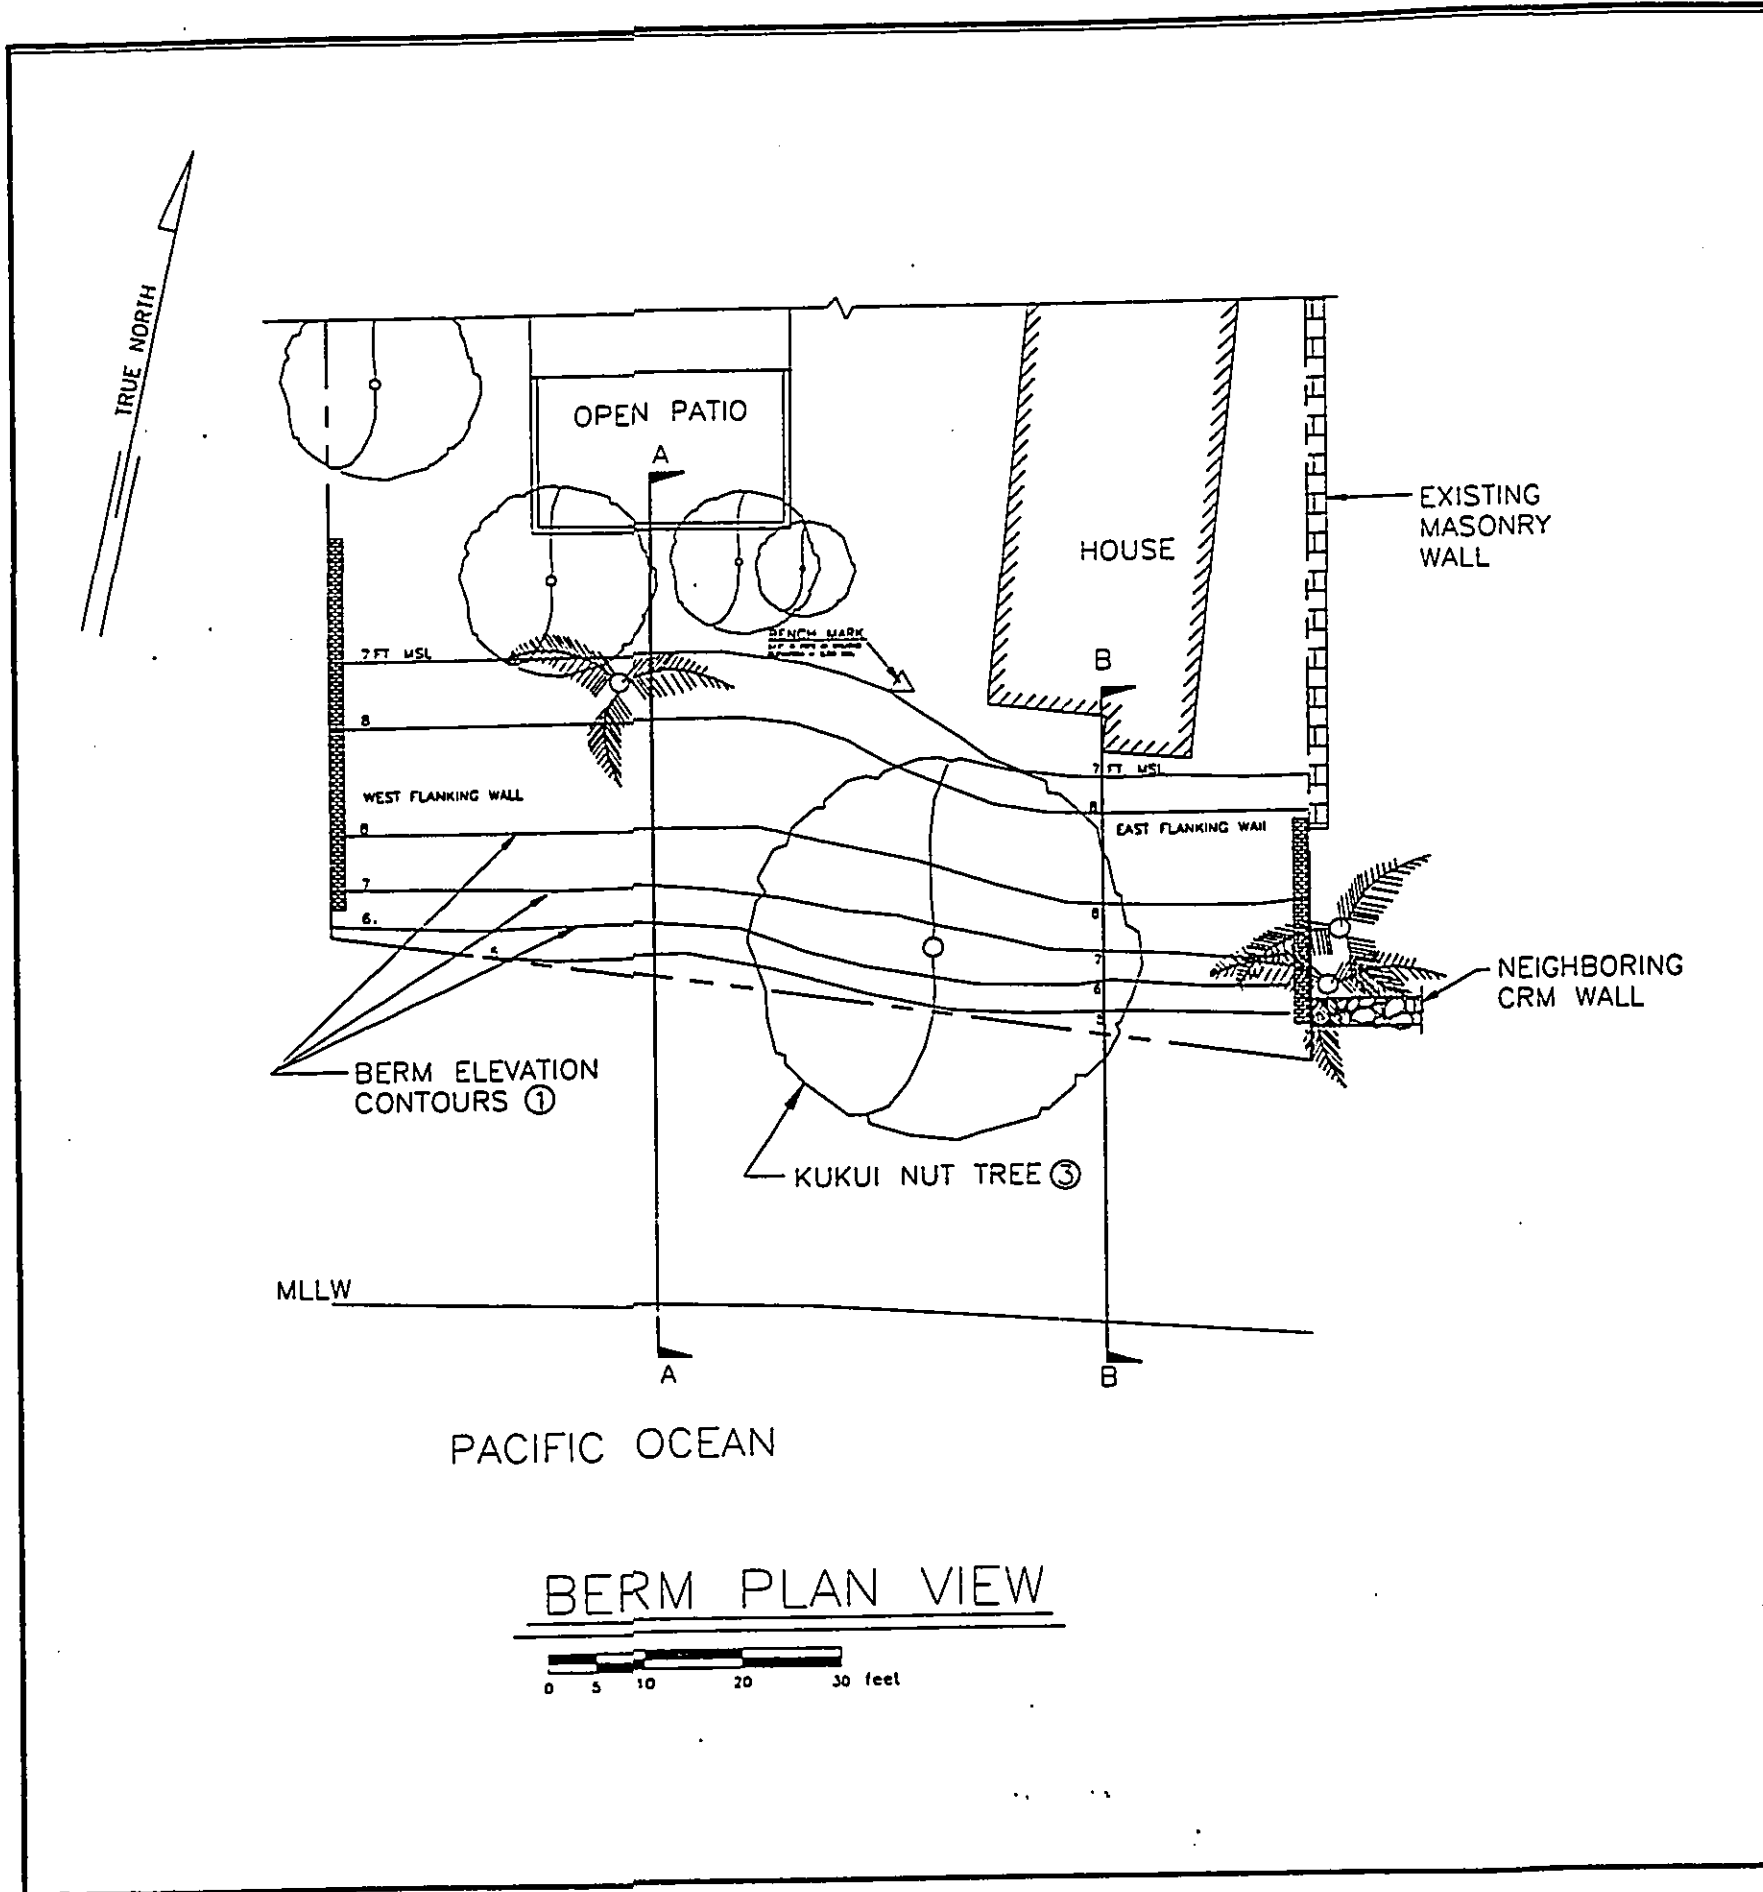 TRUE NORTH
OPEN PATIO
A
EXISTING
MASONRY
WALL
HOUSE
BENCH MARK
B
7 FT MSL
8
7 FT MSL
8
WEST FLANKING WALL
EAST FLANKING WAll
8
7
6.
5
8
7
6
5
NEIGHBORING
CRM WALL
BERM ELEVATION
CONTOURS ①
KUKUI NUT TREE ③
MLLW
A
B
PACIFIC OCEAN
BERM PLAN VIEW
0 5 10 20 30 feet